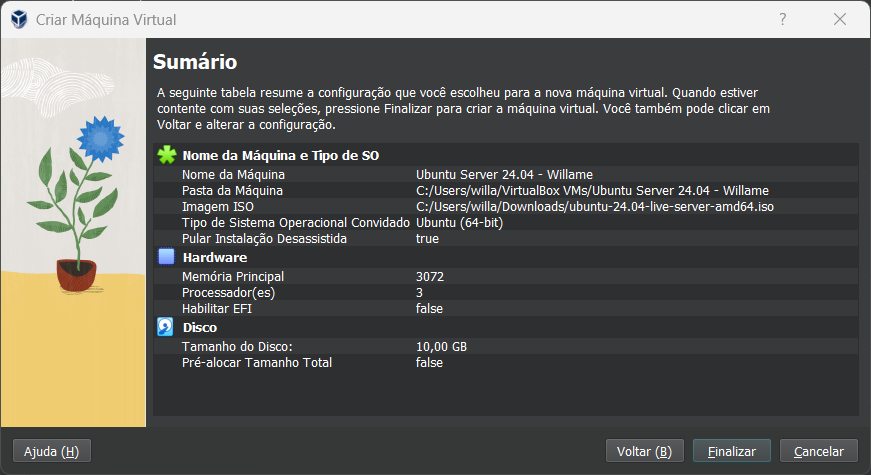 Criar Máquina Virtual
?
Sumário
A seguinte tabela resume a configuração que você escolheu para a nova máquina virtual. Quando estiver
contente com suas seleções, pressione Finalizar para criar a máquina virtual. Você também pode clicar em
Voltar e alterar a configuração.
Nome da Máquina e Tipo de SO
Nome da Máquina Ubuntu Server 24.04 - Willame
Pasta da Máquina C:/Users/willa/VirtualBox VMs/Ubuntu Server 24.04 - Willame
Imagem ISO C:/Users/willa/Downloads/ubuntu-24.04-live-server-amd64.iso
Tipo de Sistema Operacional Convidado Ubuntu (64-bit)
Pular Instalação Desassistida true
Hardware
Memória Principal 3072
Processador(es) 3
Habilitar EFI false
Disco
Tamanho do Disco: 10,00 GB
Pré-alocar Tamanho Total false
Ajuda (H) Voltar (B) Finalizar Cancelar